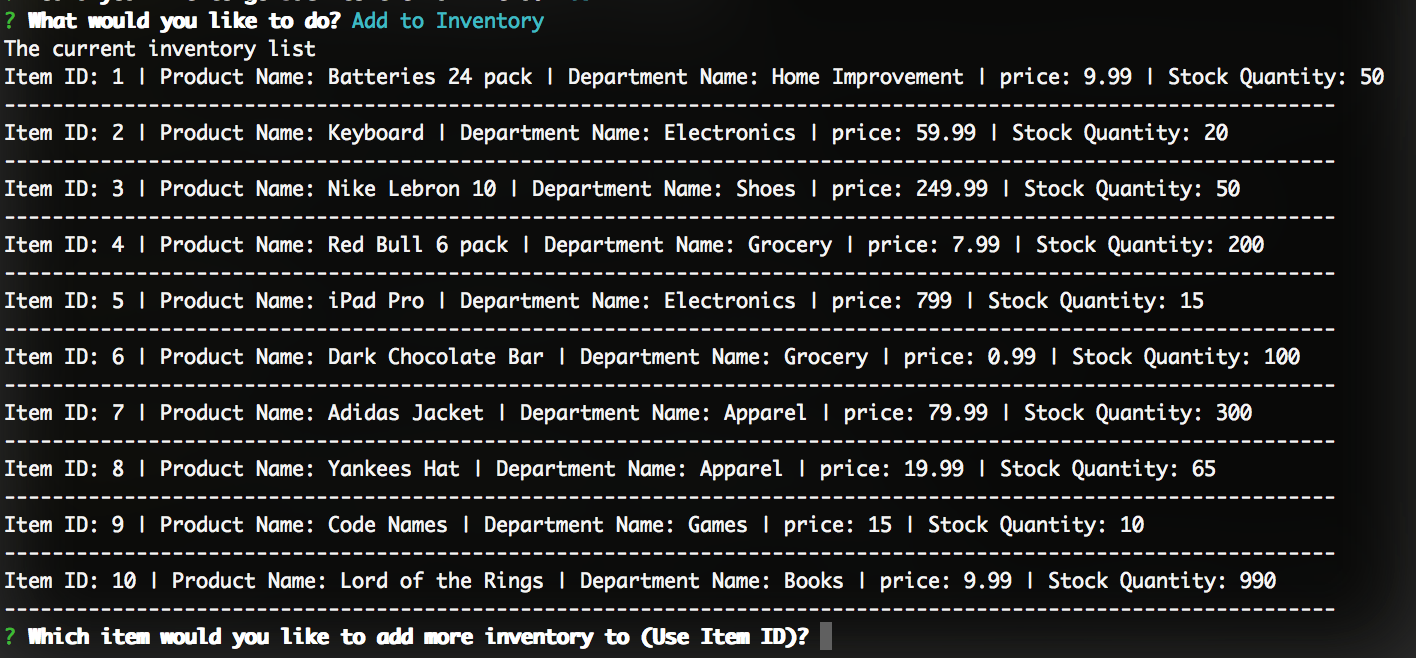 ? What would you like to do? Add to Inventory
The current inventory list
Item ID: 1 | Product Name: Batteries 24 pack | Department Name: Home Improvement | price: 9.99 | Stock Quantity: 50
---------------------------------------------------------------------------------------------------------------
Item ID: 2 | Product Name: Keyboard | Department Name: Electronics | price: 59.99 | Stock Quantity: 20
---------------------------------------------------------------------------------------------------------------
Item ID: 3 | Product Name: Nike Lebron 10 | Department Name: Shoes | price: 249.99 | Stock Quantity: 50
---------------------------------------------------------------------------------------------------------------
Item ID: 4 | Product Name: Red Bull 6 pack | Department Name: Grocery | price: 7.99 | Stock Quantity: 200
---------------------------------------------------------------------------------------------------------------
Item ID: 5 | Product Name: iPad Pro | Department Name: Electronics | price: 799 | Stock Quantity: 15
---------------------------------------------------------------------------------------------------------------
Item ID: 6 | Product Name: Dark Chocolate Bar | Department Name: Grocery | price: 0.99 | Stock Quantity: 100
---------------------------------------------------------------------------------------------------------------
Item ID: 7 | Product Name: Adidas Jacket | Department Name: Apparel | price: 79.99 | Stock Quantity: 300
---------------------------------------------------------------------------------------------------------------
Item ID: 8 | Product Name: Yankees Hat | Department Name: Apparel | price: 19.99 | Stock Quantity: 65
---------------------------------------------------------------------------------------------------------------
Item ID: 9 | Product Name: Code Names | Department Name: Games | price: 15 | Stock Quantity: 10
---------------------------------------------------------------------------------------------------------------
Item ID: 10 | Product Name: Lord of the Rings | Department Name: Books | price: 9.99 | Stock Quantity: 990
---------------------------------------------------------------------------------------------------------------
? Which item would you like to add more inventory to (Use Item ID)?